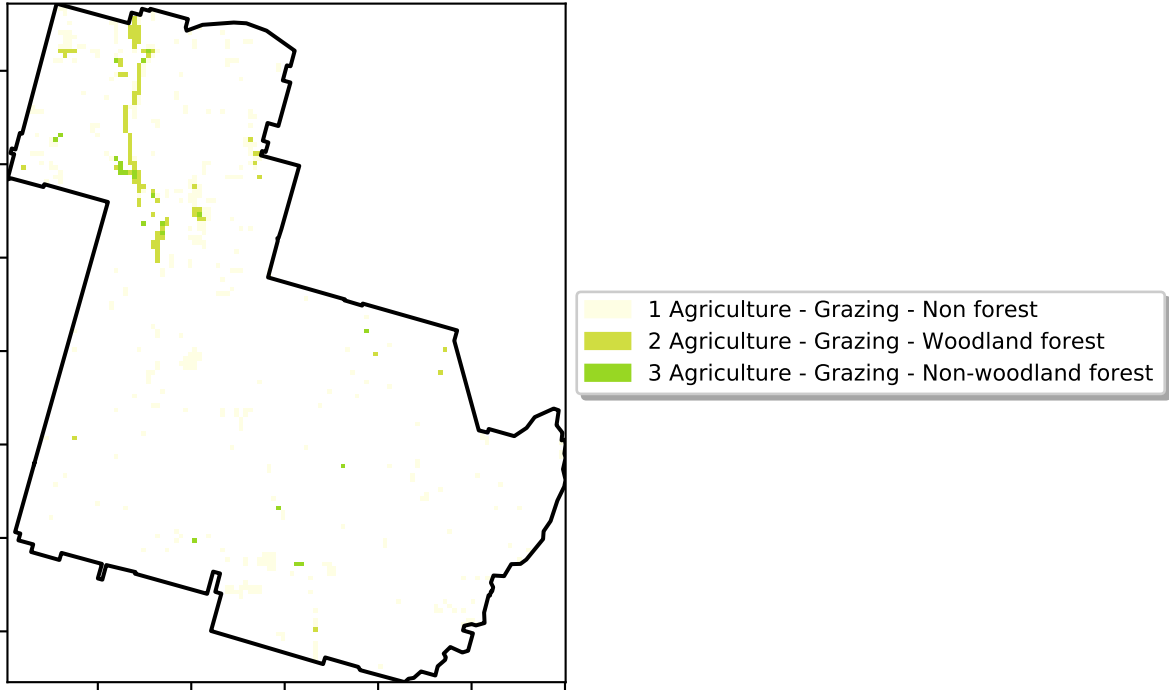 1 Agriculture - Grazing - Non forest
2 Agriculture - Grazing - Woodland forest
3 Agriculture - Grazing - Non-woodland forest